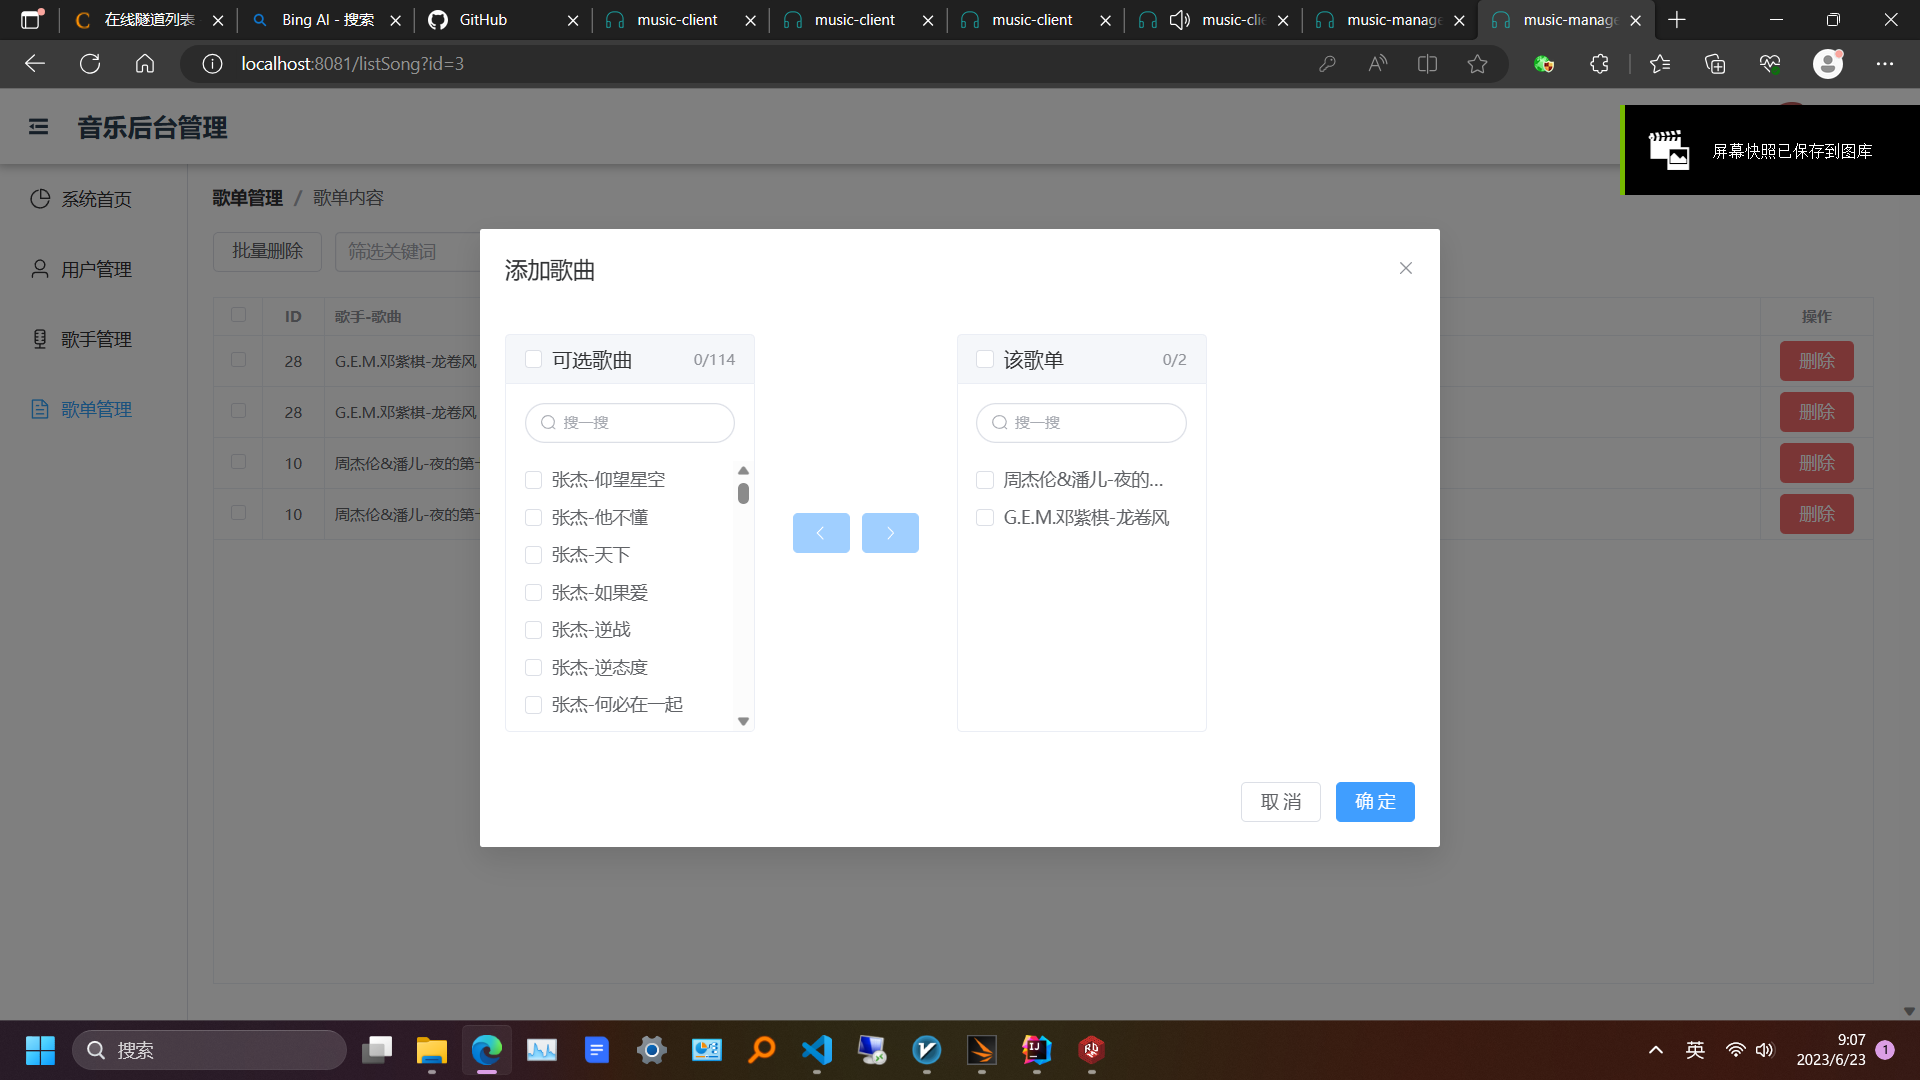 在线隧道列表
Bing AI - 搜索
GitHub
music-client
music-client
music-client
music-clie
music-manage
music-manage
localhost:8081/listSong?id=3
音乐后台管理
屏幕快照已保存到图库
系统首页
用户管理
歌手管理
歌单管理
歌单管理 / 歌单内容
批量删除
筛选关键词
ID 歌手-歌曲 操作
28 G.E.M.邓紫棋-龙卷风 删除
28 G.E.M.邓紫棋-龙卷风 删除
10 周杰伦&潘儿-夜的第 删除
10 周杰伦&潘儿-夜的第 删除
添加歌曲
可选歌曲 0/114
搜一搜
张杰-仰望星空
张杰-他不懂
张杰-天下
张杰-如果爱
张杰-逆战
张杰-逆态度
张杰-何必在一起
该歌单 0/2
搜一搜
周杰伦&潘儿-夜的...
G.E.M.邓紫棋-龙卷风
取 消
确 定
搜索
英
9:07
2023/6/23
1